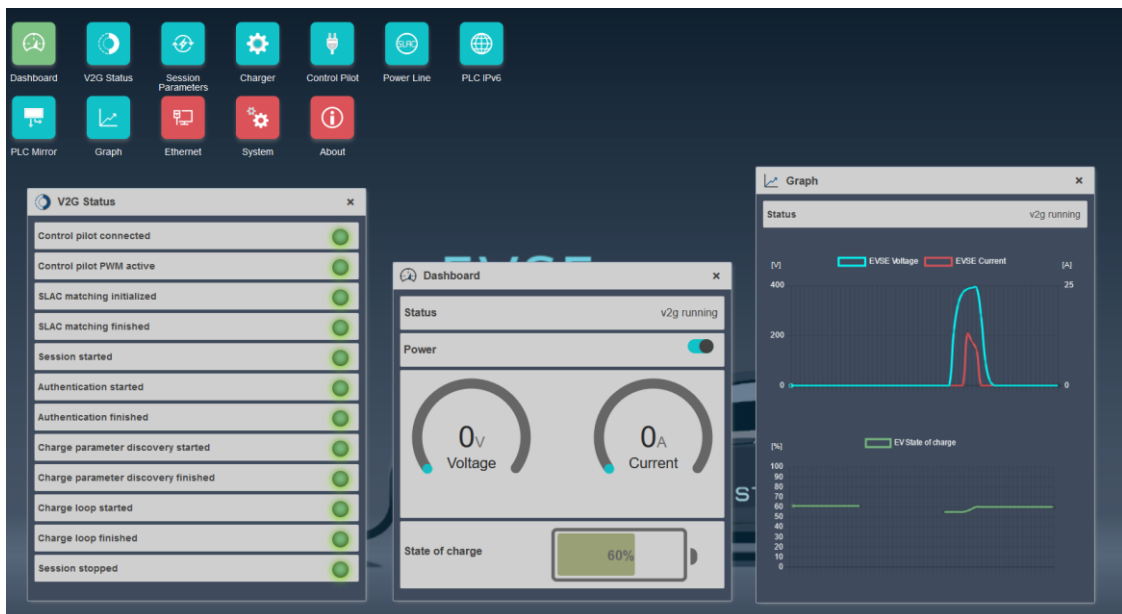 Dashboard
V2G Status
Session
Parameters
Charger
Control Pilot
SLAC
Power Line
PLC IPv6
PLC Mirror
Graph
Ethernet
System
About
V2G Status ×
Control pilot connected
Control pilot PWM active
SLAC matching initialized
SLAC matching finished
Session started
Authentication started
Authentication finished
Charge parameter discovery started
Charge parameter discovery finished
Charge loop started
Charge loop finished
Session stopped
EVSE
Dashboard ×
Status v2g running
Power
0V
Voltage
0A
Current
State of charge 60%
ST
Graph ×
Status v2g running
[V] EVSE Voltage EVSE Current [A]
400 25
200
0 0
[%] EV State of charge
100
90
80
70
60
50
40
30
20
10
0